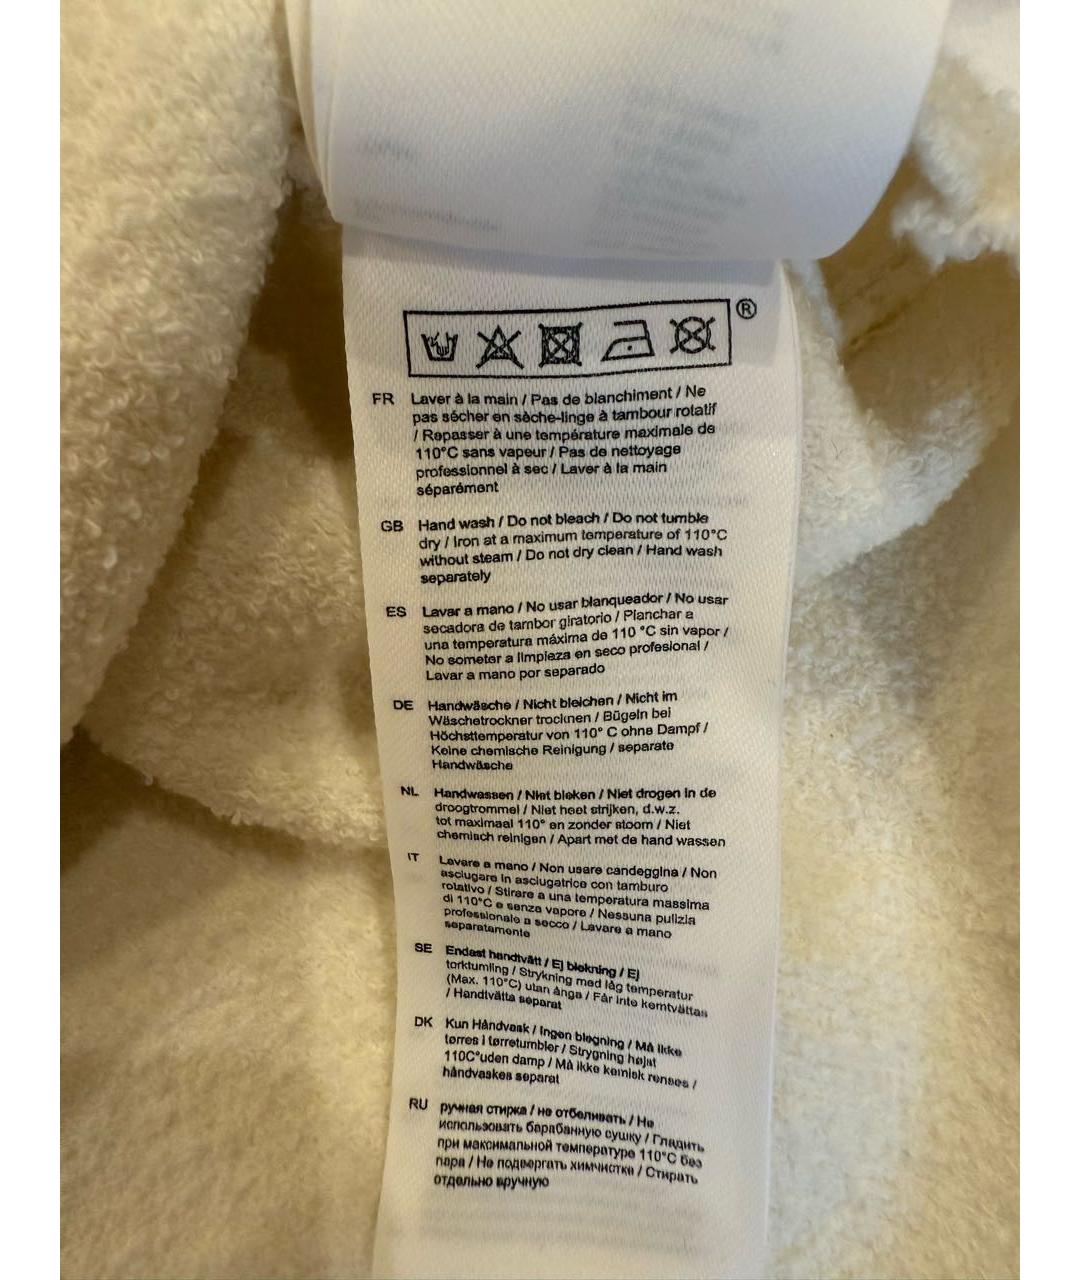 ®
FR Laver à la main / Pas de blanchiment / Ne
pas sécher en sèche-linge à tambour rotatif
/ Repasser à une température maximale de
110°C sans vapeur / Pas de nettoyage
professionnel à sec / Laver à la main
séparément
GB Hand wash / Do not bleach / Do not tumble
dry / Iron at a maximum temperature of 110°C
without steam / Do not dry clean / Hand wash
separately
ES Lavar a mano / No usar blanqueador / No usar
secadora de tambor giratorio / Planchar a
una temperatura máxima de 110 °C sin vapor /
No someter a limpieza en seco profesional /
Lavar a mano por separado
DE Handwäsche / Nicht bleichen / Nicht im
Wäschetrockner trocknen / Bügeln bei
Höchsttemperatur von 110° C ohne Dampf /
Keine chemische Reinigung / separate
Handwäsche
NL Handwassen / Niet bleken / Niet drogen in de
droogtrommel / Niet heet strijken, d.w.z.
tot maximaal 110° en zonder stoom / Niet
chemisch reinigen / Apart met de hand wassen
IT Lavare a mano / Non usare candeggina / Non
asciugare in asciugatrice con tamburo
rotativo / Stirare a una temperatura massima
di 110°C e senza vapore / Nessuna pulizia
professionale a secco / Lavare a mano
separatamente
SE Endast handtvätt / Ej blekning / Ej
torktumling / Strykning med låg temperatur
(Max. 110°C) utan ånga / Får inte kemtvättas
/ Handtvätta separat
DK Kun Håndvask / Ingen blegning / Må ikke
tørres i tørretumbler / Strygning højst
110C°uden damp / Må ikke kemisk renses /
håndvaskes separat
RU ручная стирка / не отбеливать / Не
использовать барабанную сушку / Гладить
при максимальной температуре 110°C без
пара / Не подвергать химчистке / Стирать
отдельно вручную